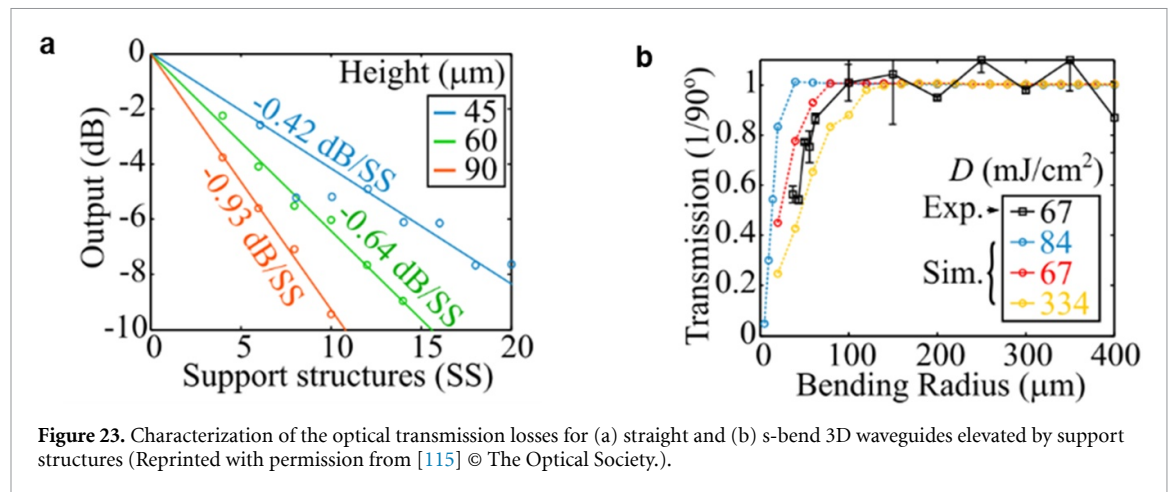 a
Output (dB)
0
-2
-4
-6
-8
-10
0
5
10
15
20
Support structures (SS)
Height (μm)
45
60
90
-0.42 dB/SS
-0.64 dB/SS
-0.93 dB/SS
b
Transmission (1/90º)
1
0.8
0.6
0.4
0.2
0
0
100
200
300
400
Bending Radius (μm)
D (mJ/cm²)
Exp. 67
84
Sim. 67
334
Figure 23. Characterization of the optical transmission losses for (a) straight and (b) s-bend 3D waveguides elevated by support
structures (Reprinted with permission from [115] © The Optical Society.).